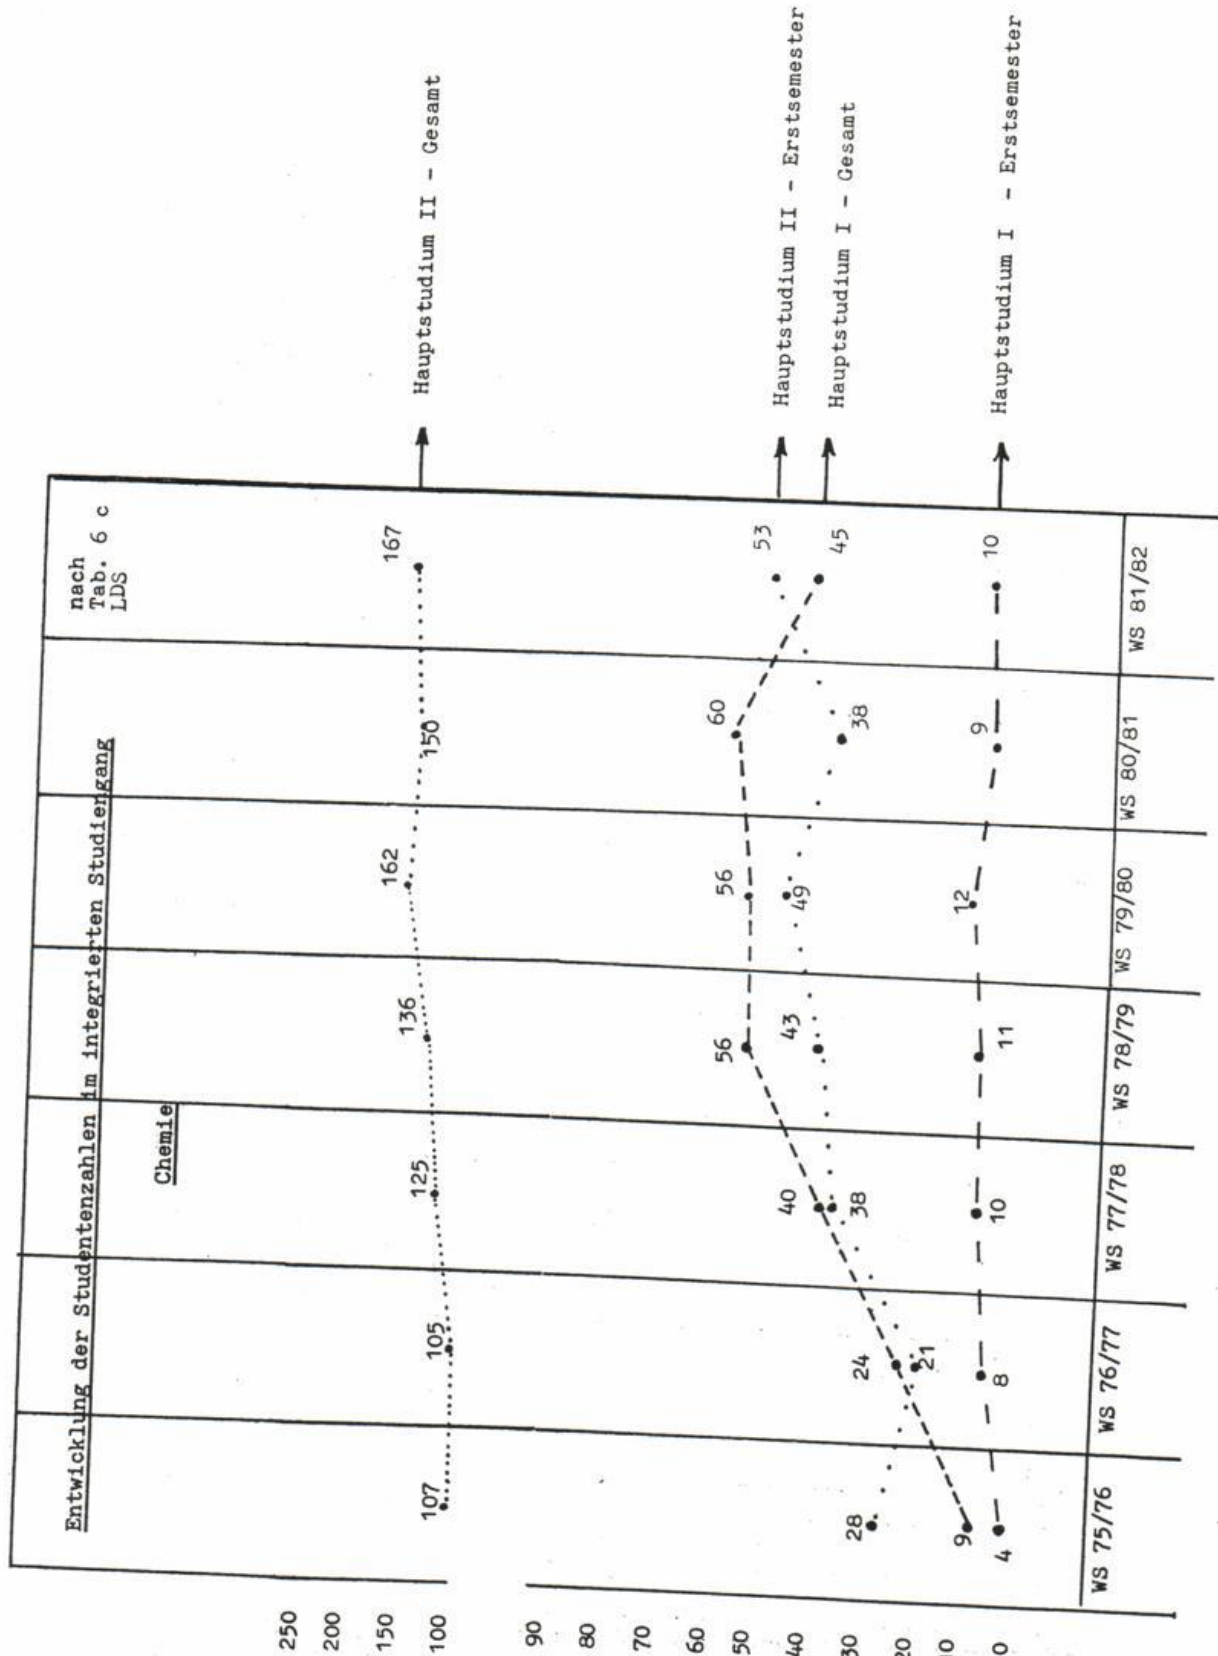 Entwicklung der Studentenzahlen im integrierten Studiengang
nach
Tab. 6 c
LDS
Chemie
250
200
150
100
90
80
70
60
50
40
30
20
10
0
107 105 125 136 162 150 167
Hauptstudium II - Gesamt
28 21 38 43 49 38 53
Hauptstudium II - Erstsemester
9 24 40 56 56 60 45
Hauptstudium I - Gesamt
4 8 10 11 12 9 10
Hauptstudium I - Erstsemester
WS 75/76 WS 76/77 WS 77/78 WS 78/79 WS 79/80 WS 80/81 WS 81/82